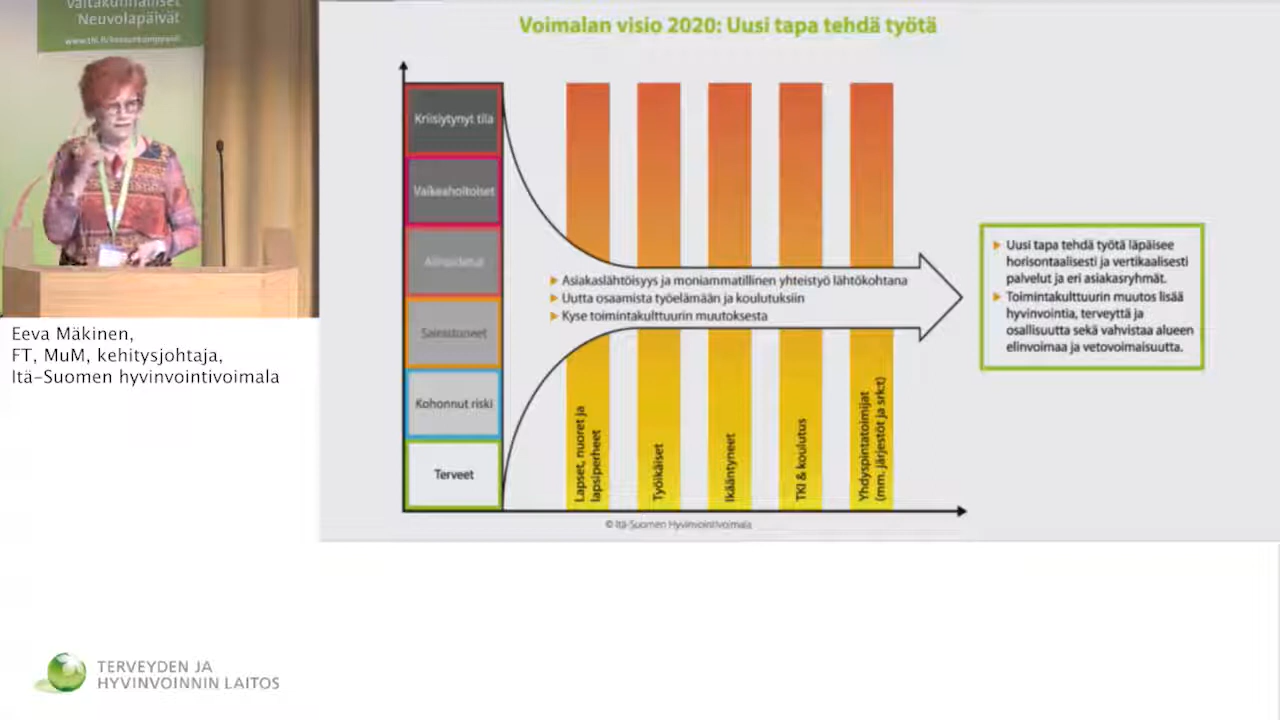 Valtakunnalliset
Neuvolapäivät
Voimalan visio 2020: Uusi tapa tehdä työtä
Kriisiytynyt tila
Vaikeahoitoiset
Sairastuneet
Kohonnut riski
Terveet
Asiakaslähtöisyys ja moniammatillinen yhteistyö lähtökohtana
Uutta osaamista työelämään ja koulutuksiin
Kyse toimintakulttuurin muutoksesta
Lapset, nuoret ja
lapsiperheet
Työikäiset
Ikääntyneet
TKI & koulutus
Yhdyspintatoimijat
(mm. järjestöt ja srk:t)
Uusi tapa tehdä työtä läpäisee
horisontaalisesti ja vertikaalisesti
palvelut ja eri asiakasryhmät.
Toimintakulttuurin muutos lisää
hyvinvointia, terveyttä ja
osallisuutta sekä vahvistaa alueen
elinvoimaa ja vetovoimaisuutta.
© Itä-Suomen Hyvinvointivoimala
Eeva Mäkinen,
FT, MuM, kehitysjohtaja,
Itä-Suomen hyvinvointivoimala
TERVEYDEN JA
HYVINVOINNIN LAITOS